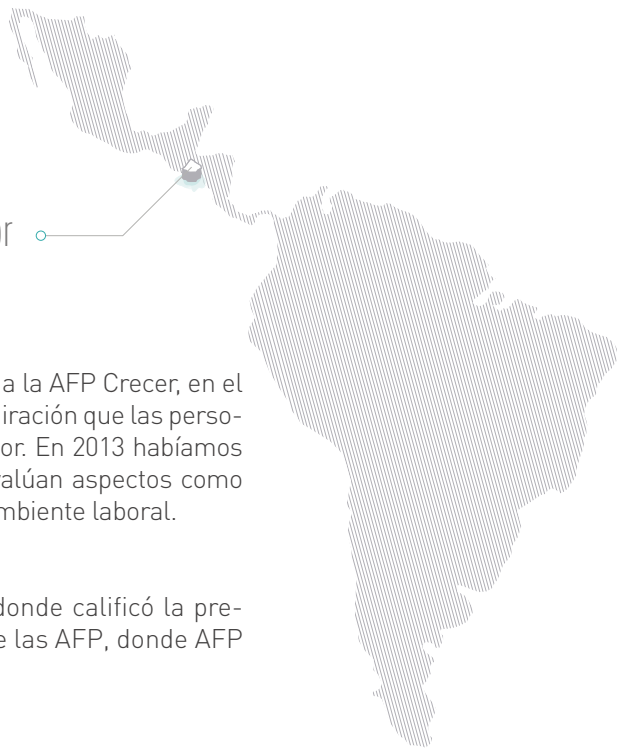 or
a la AFP Crecer, en el
iración que las perso-
or. En 2013 habíamos
alúan aspectos como
mbiente laboral.
donde calificó la pre-
e las AFP, donde AFP